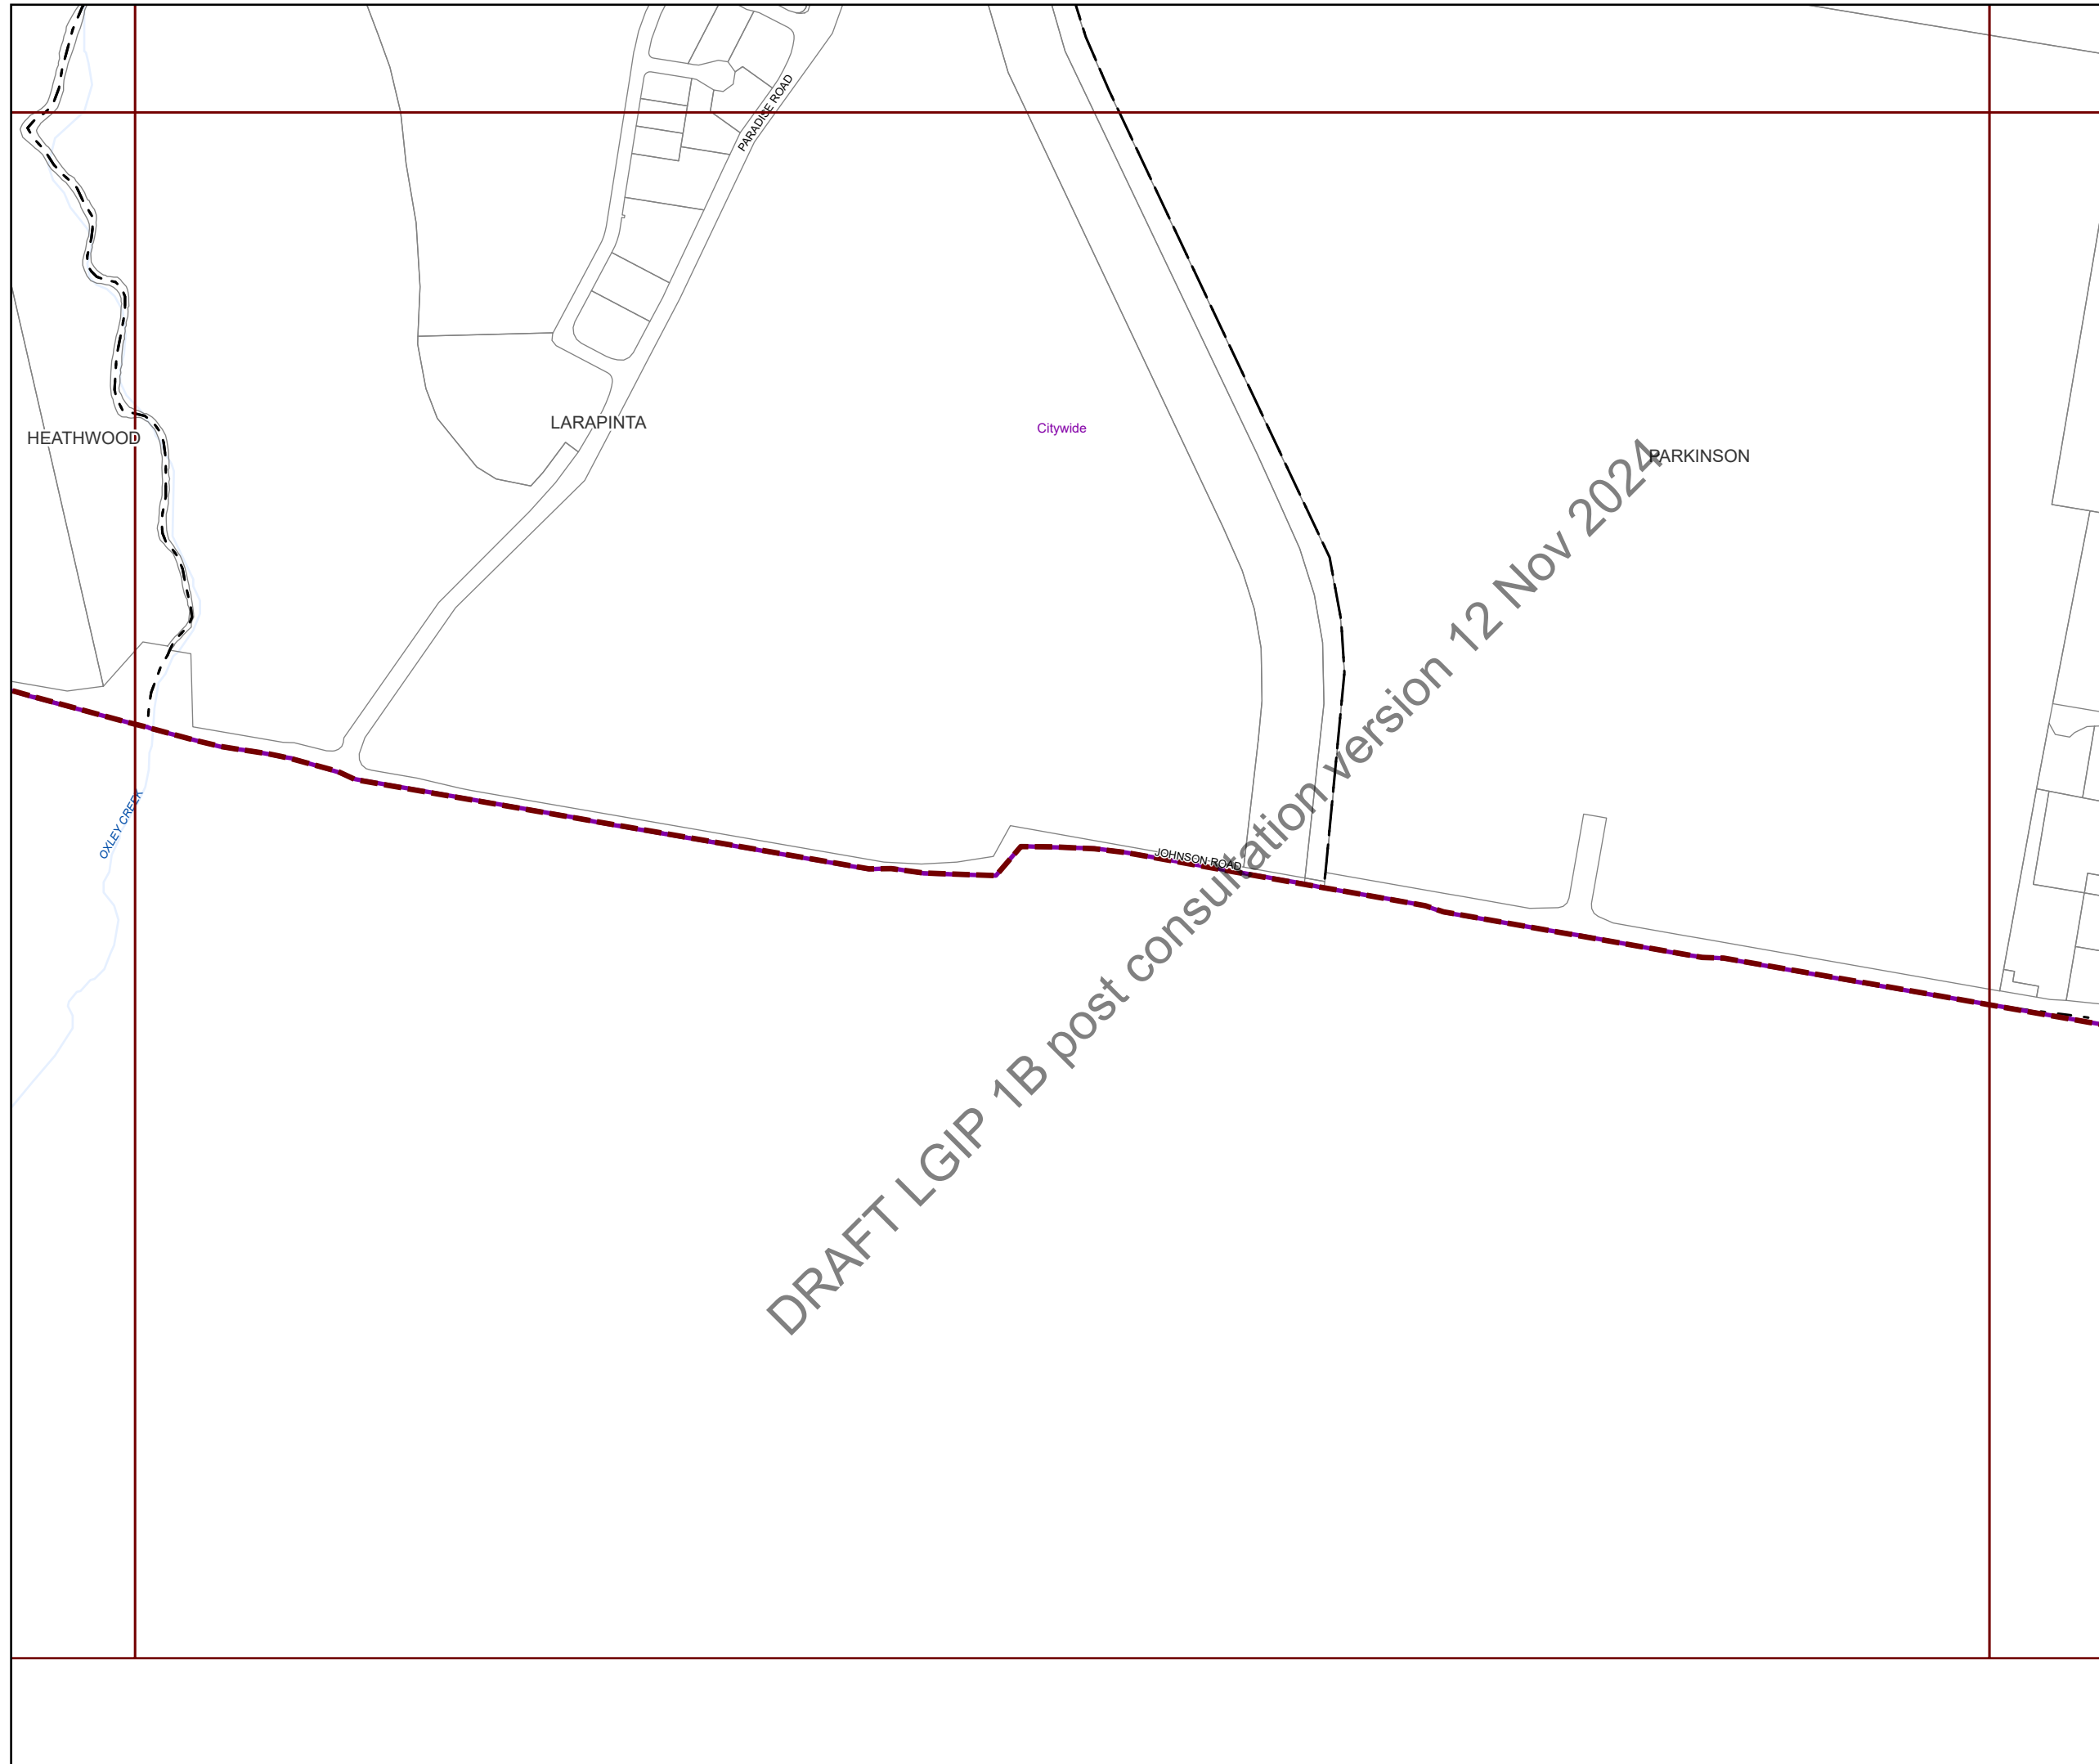 PARADISE ROAD
LARAPINTA
Citywide
HEATHWOOD
PARKINSON
OXLEY CREEK
JOHNSON ROAD
DRAFT LGIP 1B post consultation version 12 Nov 2024